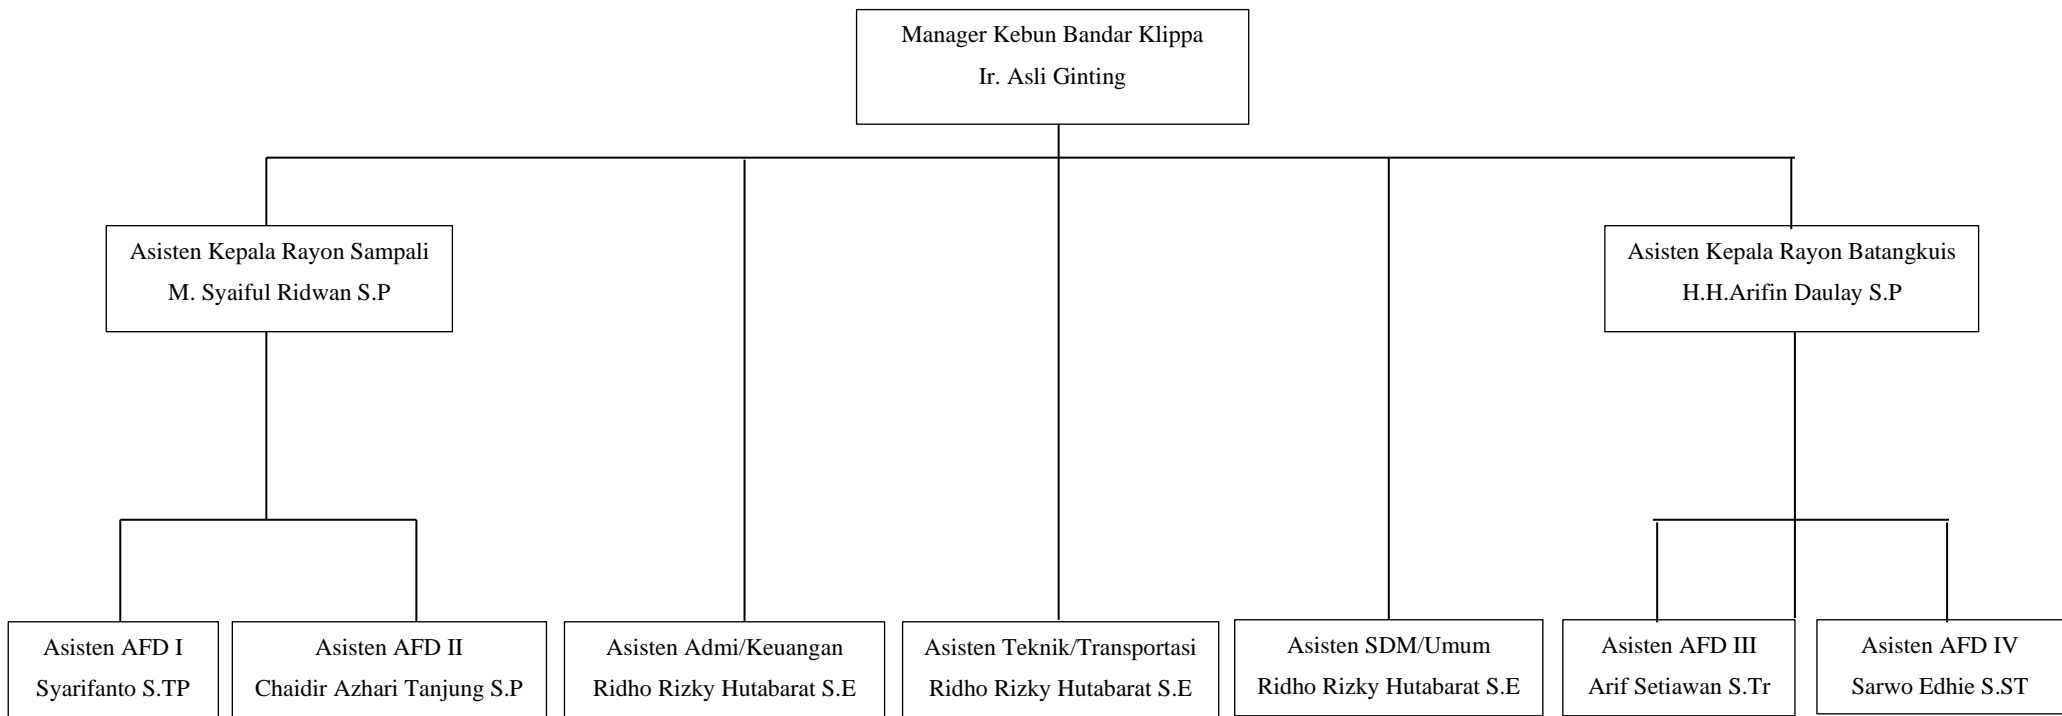 Manager Kebun Bandar Klippa
Ir. Asli Ginting
Asisten Kepala Rayon Sampali
M. Syaiful Ridwan S.P
Asisten Kepala Rayon Batangkuis
H.H.Arifin Daulay S.P
Asisten AFD I
Syarifanto S.TP
Asisten AFD II
Chaidir Azhari Tanjung S.P
Asisten Admi/Keuangan
Ridho Rizky Hutabarat S.E
Asisten Teknik/Transportasi
Ridho Rizky Hutabarat S.E
Asisten SDM/Umum
Ridho Rizky Hutabarat S.E
Asisten AFD III
Arif Setiawan S.Tr
Asisten AFD IV
Sarwo Edhie S.ST